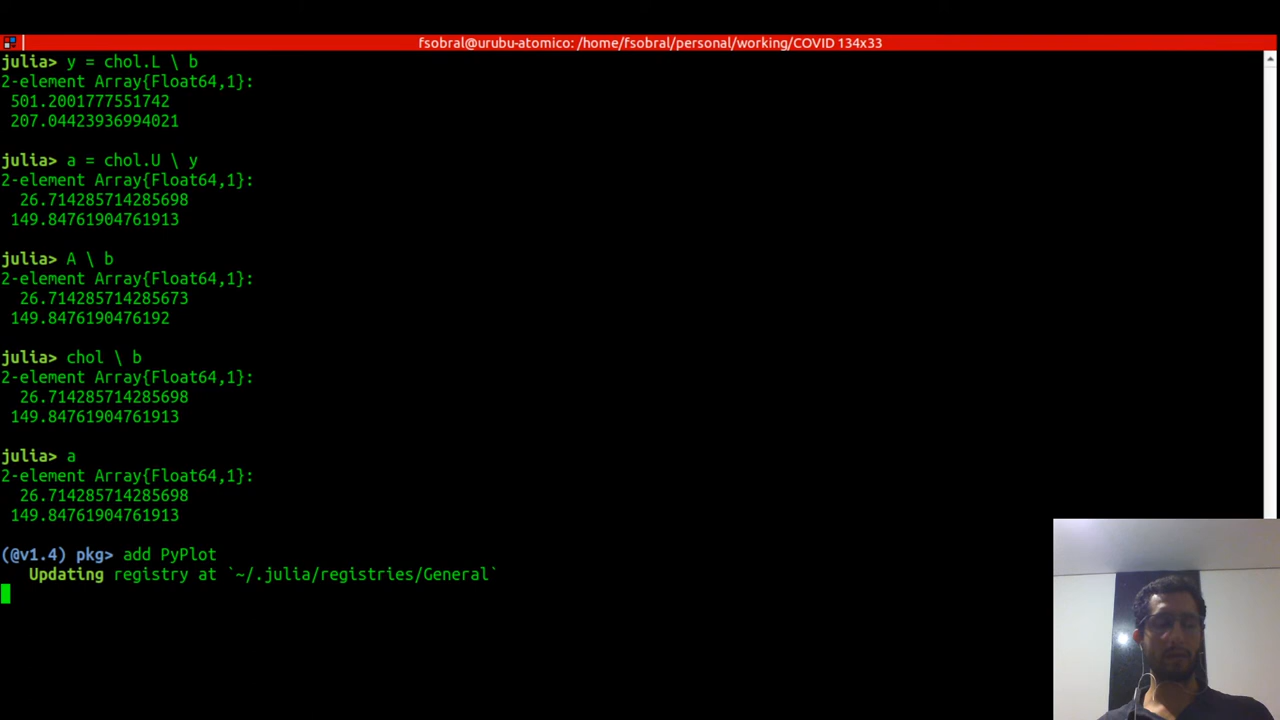 fsobral@urubu-atomico: /home/fsobral/personal/working/COVID 134x33
julia> y = chol.L \ b
2-element Array{Float64,1}:
 501.2001777551742
 207.04423936994021
julia> a = chol.U \ y
2-element Array{Float64,1}:
  26.714285714285698
 149.84761904761913
julia> A \ b
2-element Array{Float64,1}:
  26.714285714285673
 149.8476190476192
julia> chol \ b
2-element Array{Float64,1}:
  26.714285714285698
 149.84761904761913
julia> a
2-element Array{Float64,1}:
  26.714285714285698
 149.84761904761913
(@v1.4) pkg> add PyPlot
   Updating registry at `~/.julia/registries/General`